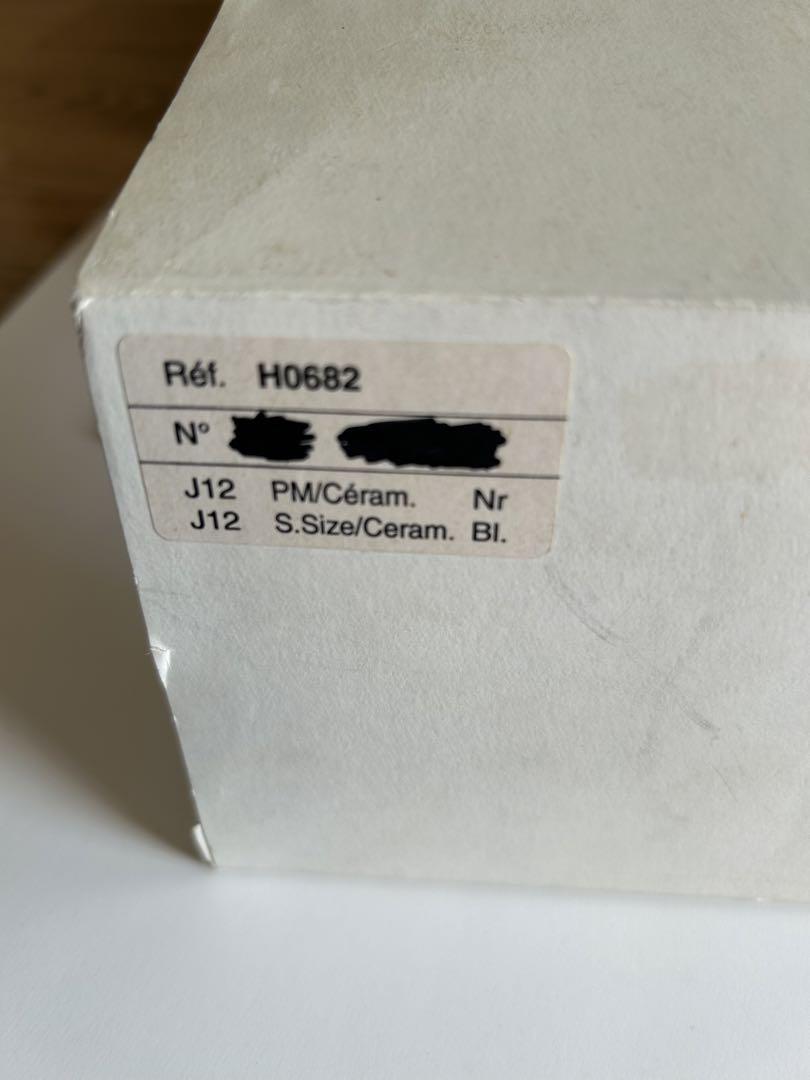 Réf. H0682
N°
J12 PM/Céram. Nr
J12 S.Size/Ceram. Bl.